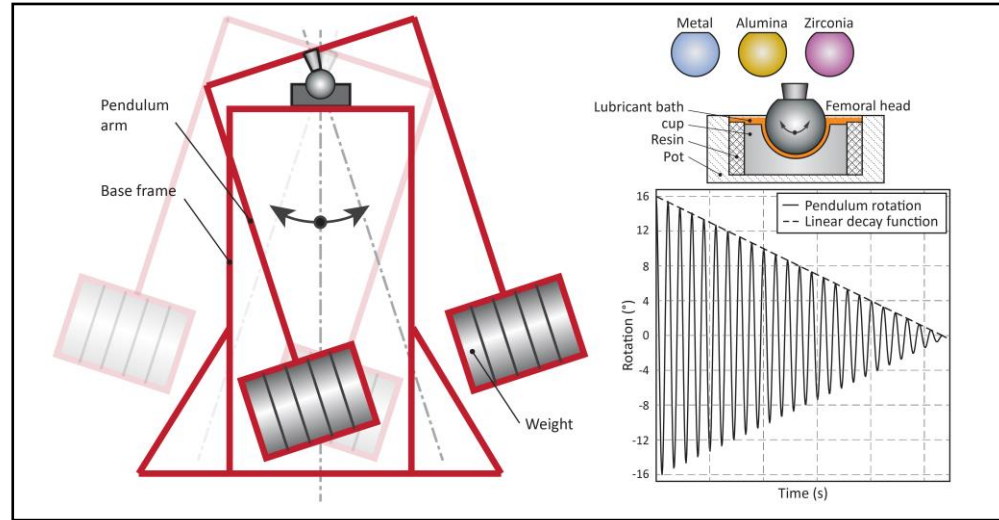 Metal Alumina Zirconia
Pendulum
arm
Base frame
Weight
Lubricant bath
cup
Resin
Pot
Femoral head
Pendulum rotation
Linear decay function
16
12
8
4
0
-4
-8
-12
-16
Rotation (°)
Time (s)